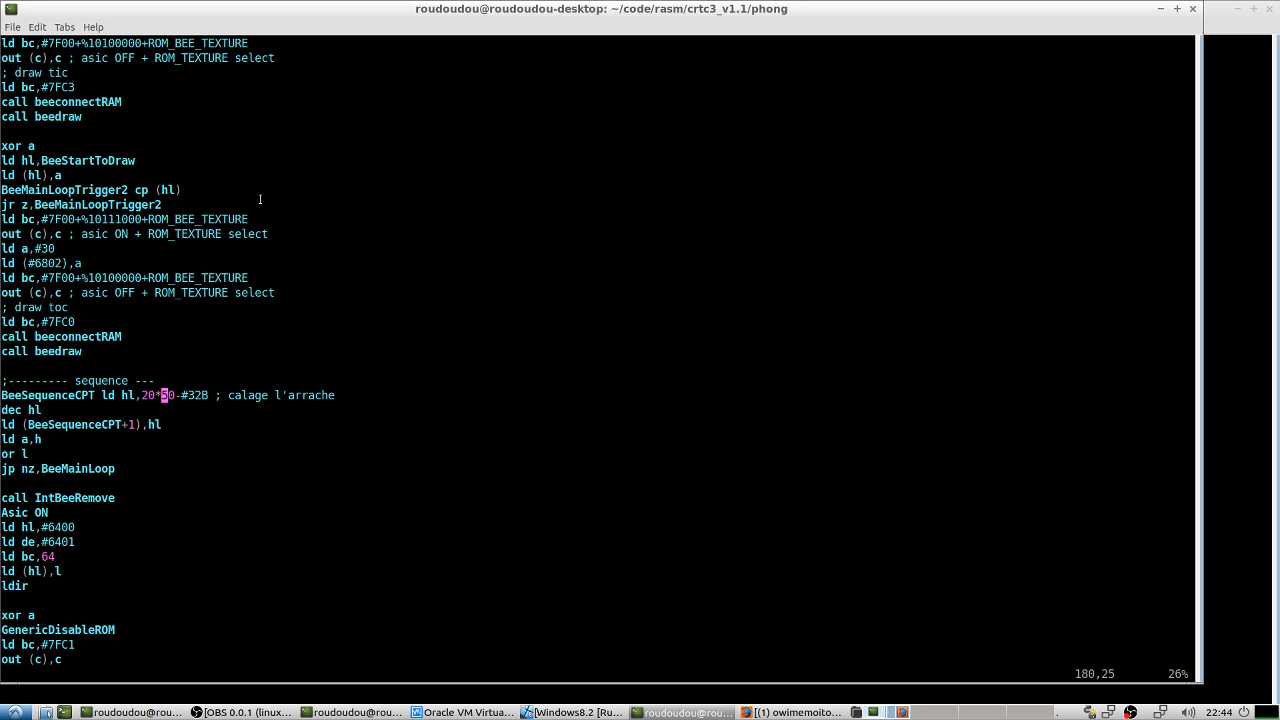 roudoudou@roudoudou-desktop: ~/code/rasm/crtc3_v1.1/phong
File Edit Tabs Help
ld bc,#7F00+%10100000+ROM_BEE_TEXTURE
out (c),c ; asic OFF + ROM_TEXTURE select
; draw tic
ld bc,#7FC3
call beeconnectRAM
call beedraw
xor a
ld hl,BeeStartToDraw
ld (hl),a
BeeMainLoopTrigger2 cp (hl)
jr z,BeeMainLoopTrigger2
ld bc,#7F00+%10111000+ROM_BEE_TEXTURE
out (c),c ; asic ON + ROM_TEXTURE select
ld a,#30
ld (#6802),a
ld bc,#7F00+%10100000+ROM_BEE_TEXTURE
out (c),c ; asic OFF + ROM_TEXTURE select
; draw toc
ld bc,#7FC0
call beeconnectRAM
call beedraw
;--------- sequence ---
BeeSequenceCPT ld hl,20*50-#32B ; calage l'arrache
dec hl
ld (BeeSequenceCPT+1),hl
ld a,h
or l
jp nz,BeeMainLoop
call IntBeeRemove
Asic ON
ld hl,#6400
ld de,#6401
ld bc,64
ld (hl),l
ldir
xor a
GenericDisableROM
ld bc,#7FC1
out (c),c
180,25 26%
roudoudou@rou... [OBS 0.0.1 (linux... roudoudou@rou... Oracle VM Virtua... [Windows8.2 [Ru... roudoudou@rou... [(1) owimemoito... 22:44